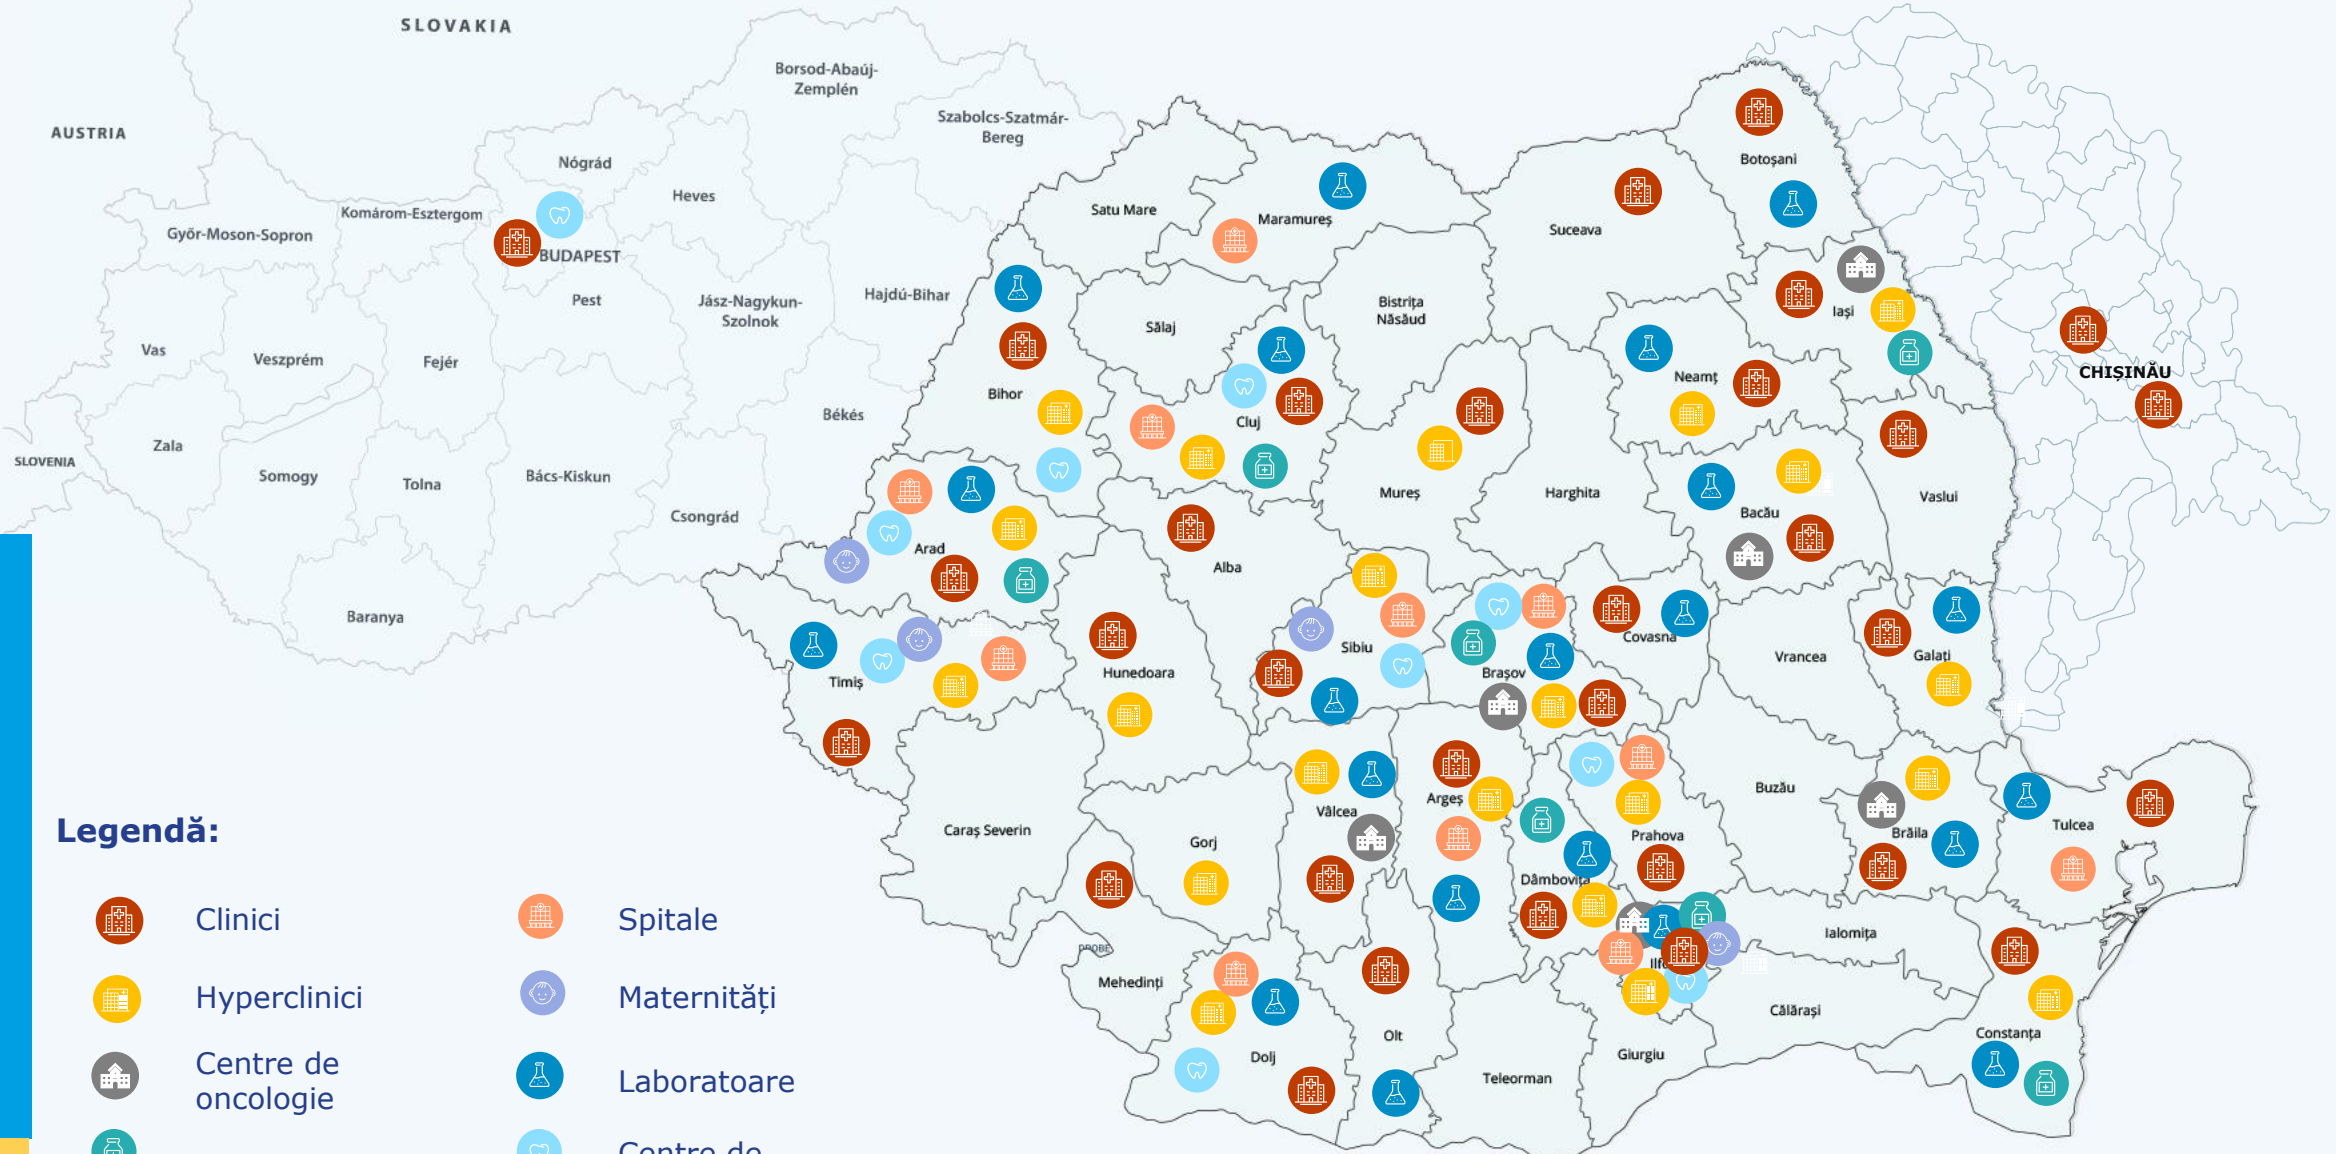 SLOVAKIA
Borsod-Abaúj-
Zemplén
Szabolcs-Szatmár-
Bereg
AUSTRIA
Nógrád
Heves
Komárom-Esztergom
Győr-Moson-Sopron
BUDAPEST
Pest
Jász-Nagykun-
Szolnok
Hajdú-Bihar
Vas
Veszprém
Fejér
Békés
Zala
SLOVENIA
Somogy
Tolna
Bács-Kiskun
Csongrád
Baranya
Satu Mare
Maramureș
Suceava
Botoșani
Iași
Bistrița
Năsăud
Sălaj
Bihor
Cluj
Neamț
CHIȘINĂU
Mureș
Harghita
Bacău
Vaslui
Arad
Alba
Timiș
Hunedoara
Sibiu
Brașov
Covasna
Vrancea
Galați
Caraș Severin
Gorj
Vâlcea
Argeș
Dâmbovița
Prahova
Buzău
Brăila
Tulcea
Ialomița
Mehedinți
Dolj
Olt
Teleorman
Giurgiu
Călărași
Constanța
Legendă:
Clinici
Spitale
Hyperclinici
Maternități
Centre de
oncologie
Laboratoare
Centre de